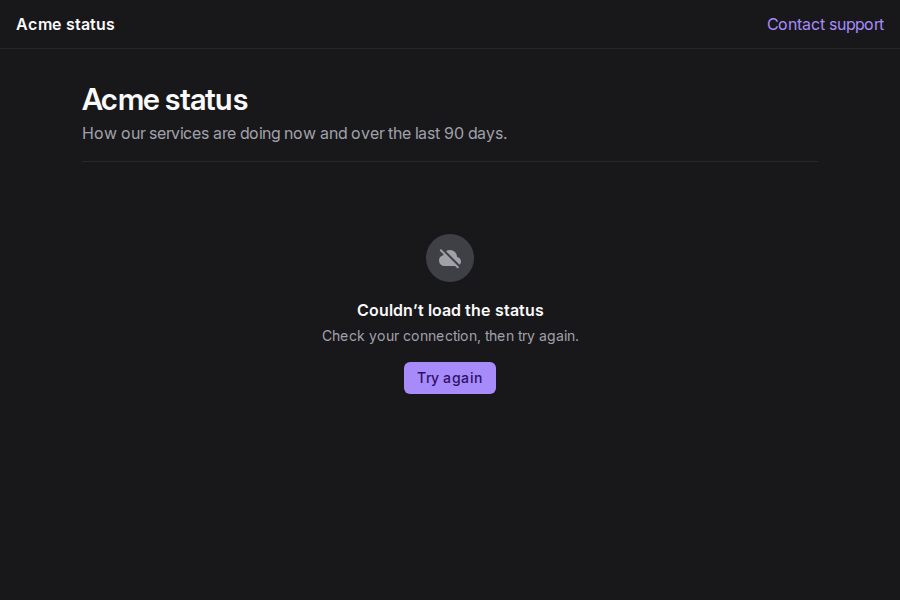 Acme status
Contact support
Acme status
How our services are doing now and over the last 90 days.
Couldn’t load the status
Check your connection, then try again.
Try again